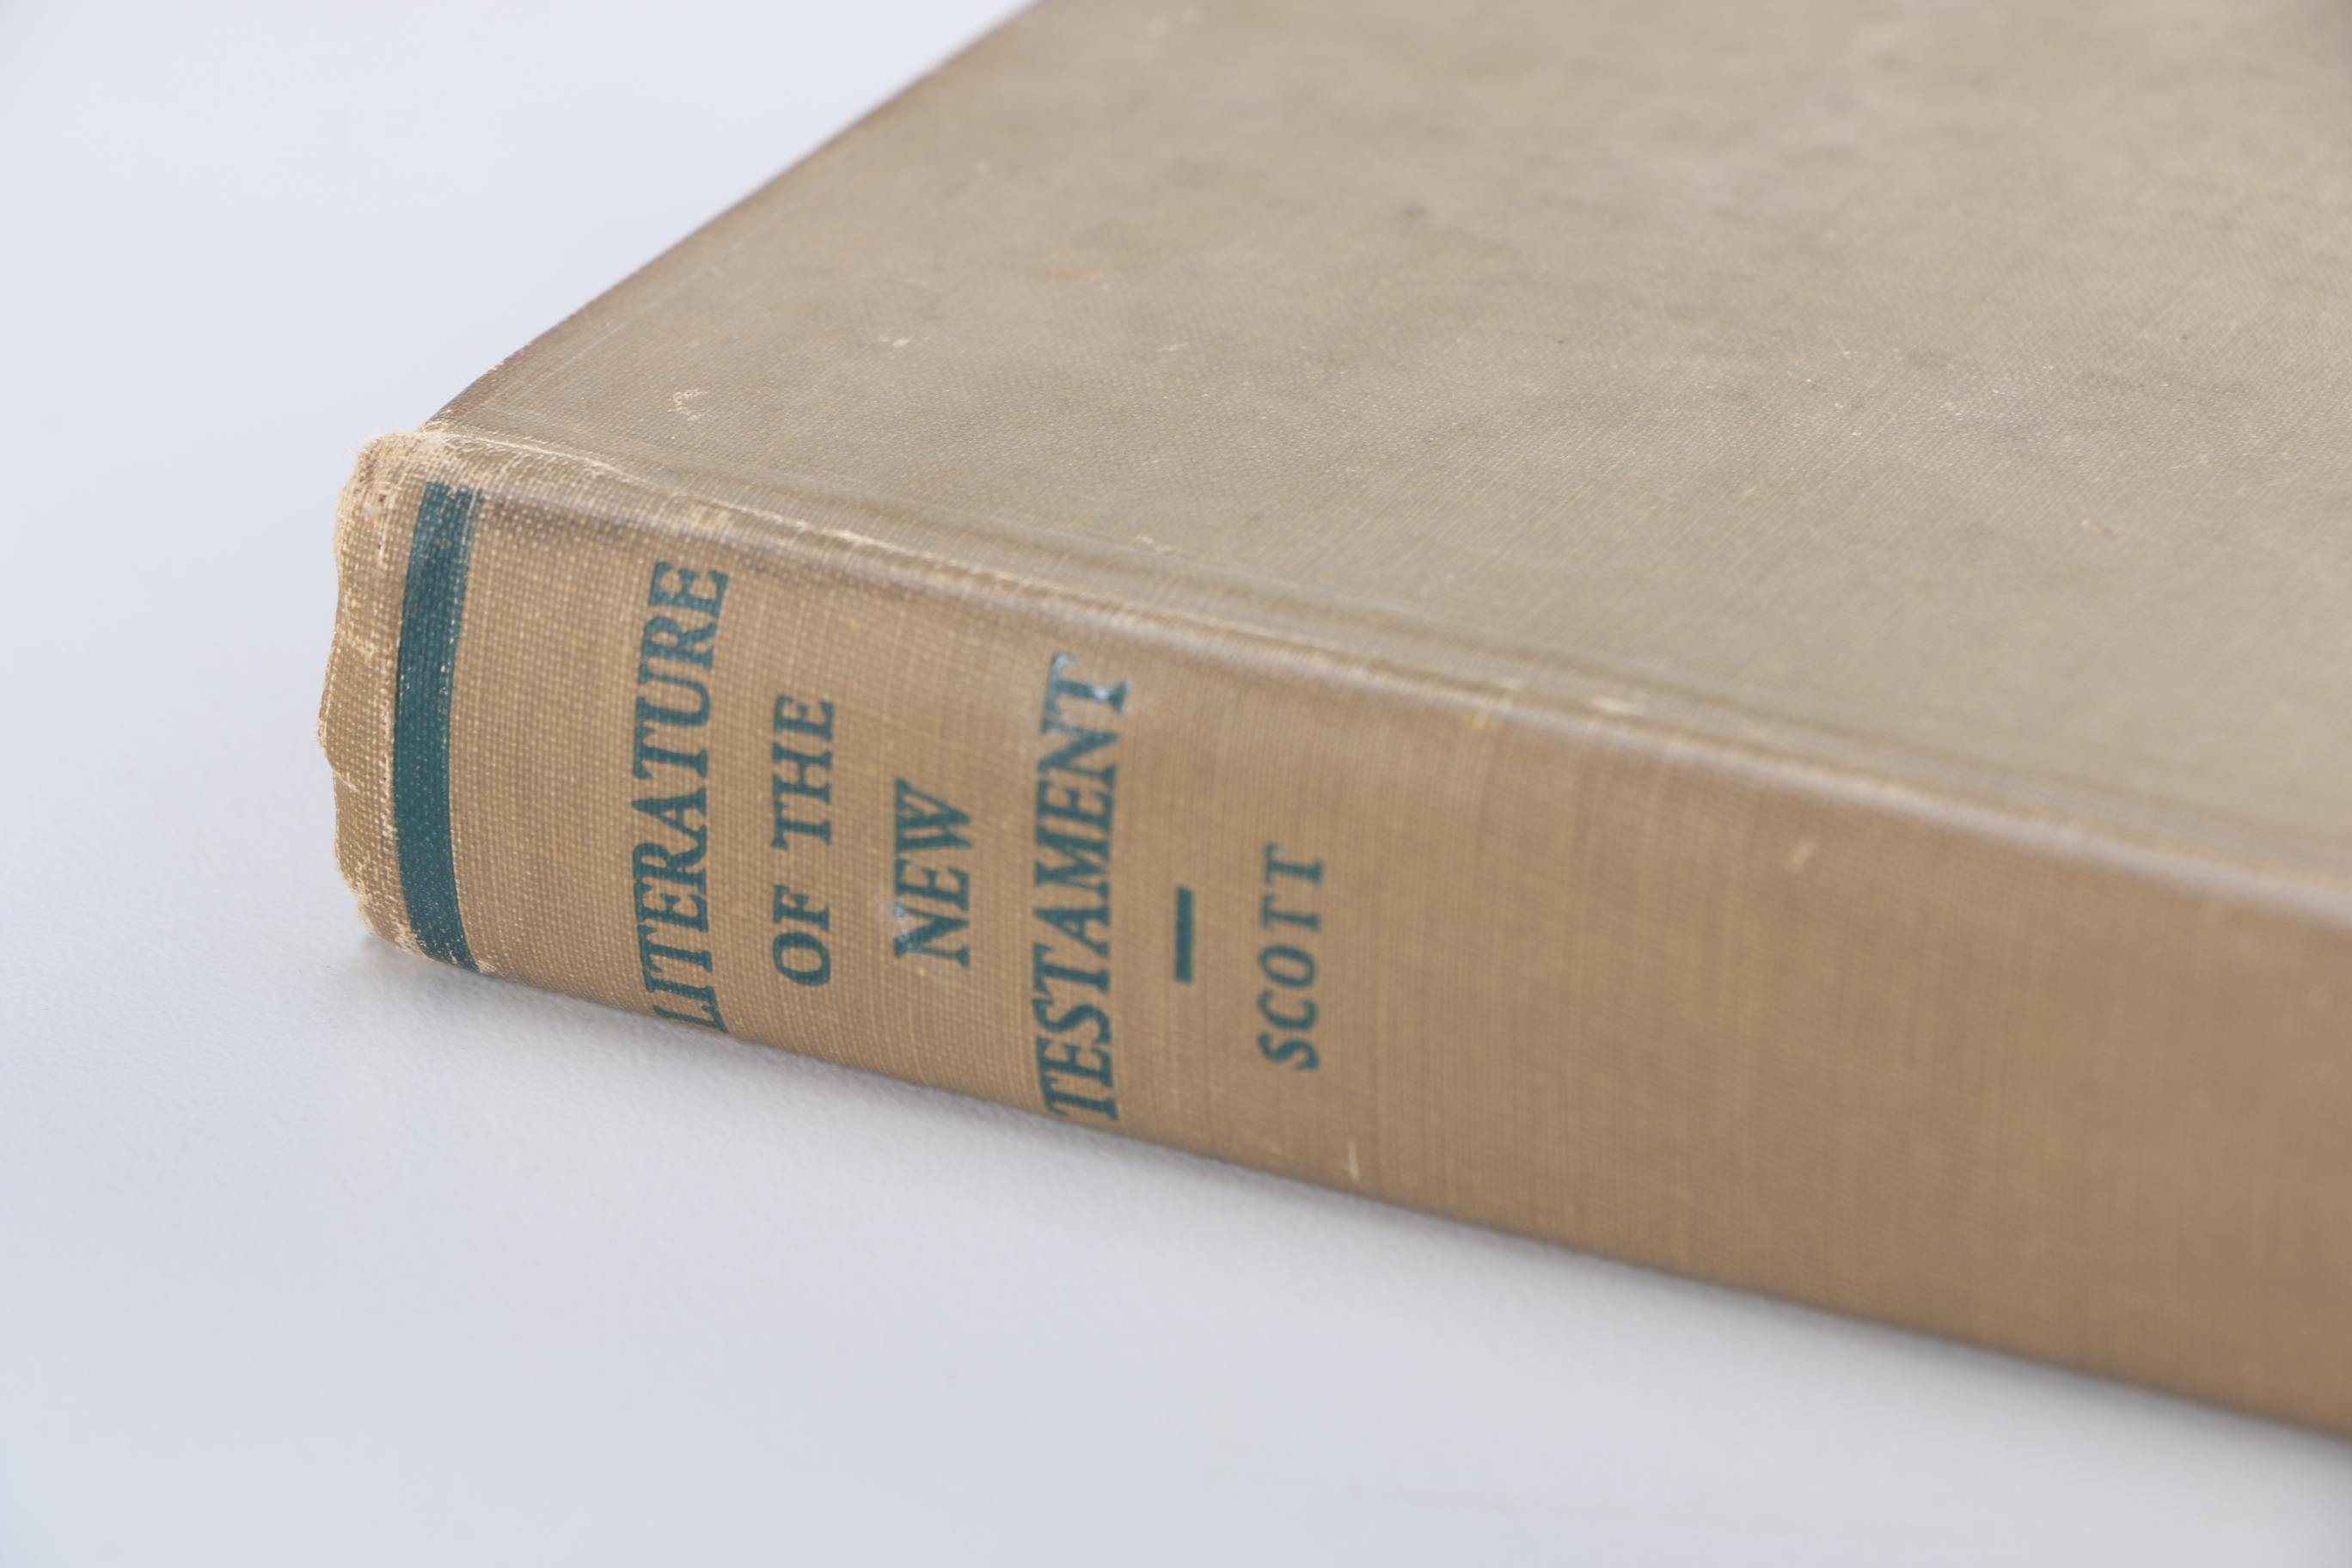 LITERATURE
OF THE
NEW
TESTAMENT
SCOTT